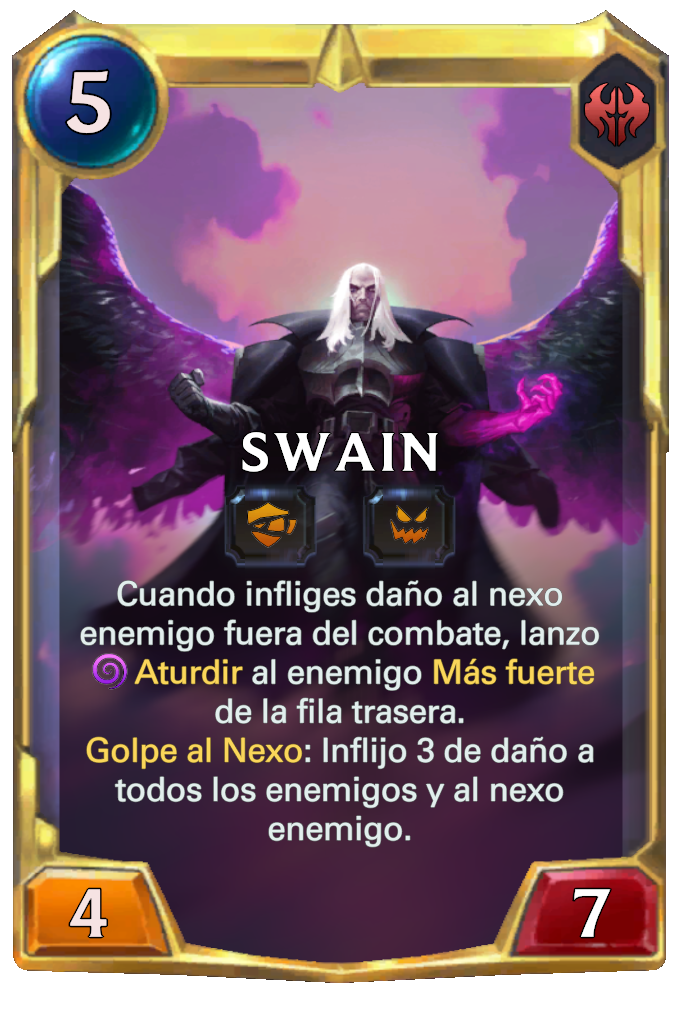 5
SWAIN
Cuando infliges daño al nexo
enemigo fuera del combate, lanzo
Aturdir al enemigo Más fuerte
de la fila trasera.
Golpe al Nexo: Inflijo 3 de daño a
todos los enemigos y al nexo
enemigo.
4
7